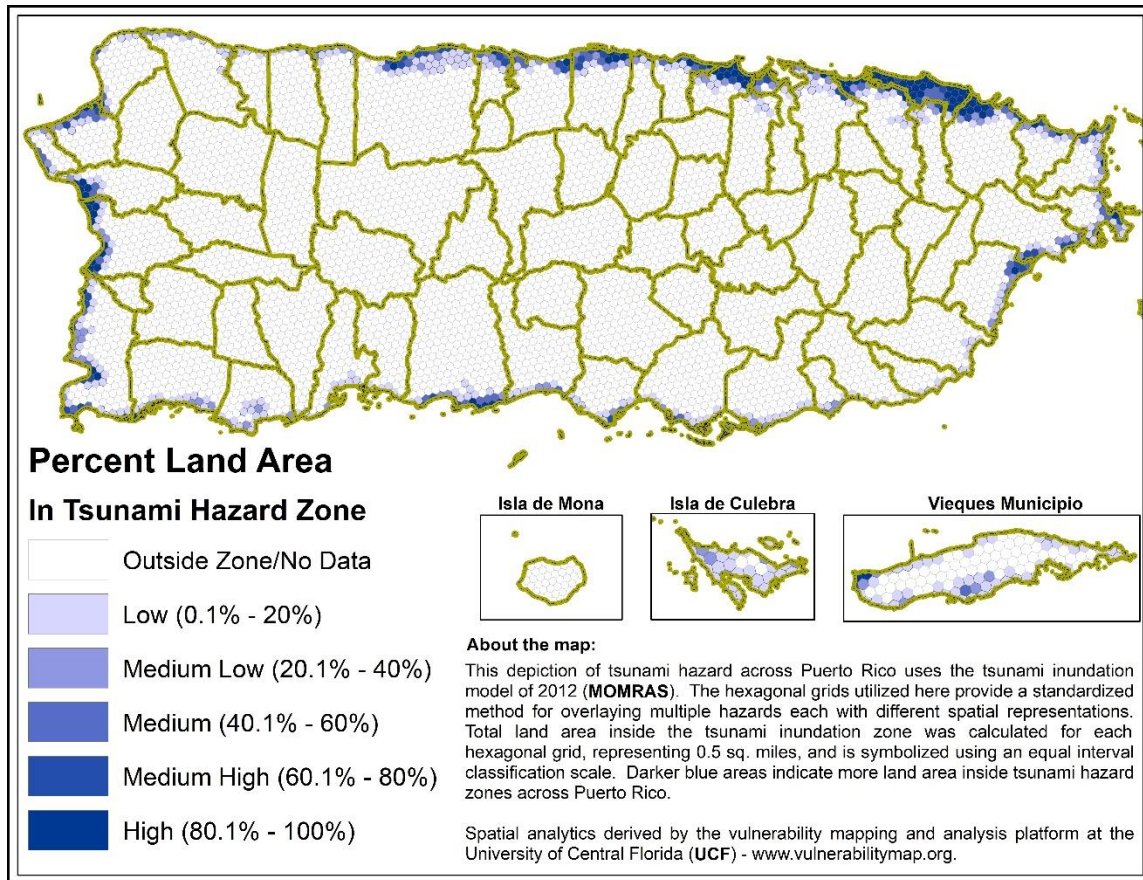 Percent Land Area
In Tsunami Hazard Zone
Outside Zone/No Data
Low (0.1% - 20%)
Medium Low (20.1% - 40%)
Medium (40.1% - 60%)
Medium High (60.1% - 80%)
High (80.1% - 100%)
Isla de Mona
Isla de Culebra
Vieques Municipio
About the map:
This depiction of tsunami hazard across Puerto Rico uses the tsunami inundation
model of 2012 (MOMRAS). The hexagonal grids utilized here provide a standardized
method for overlaying multiple hazards each with different spatial representations.
Total land area inside the tsunami inundation zone was calculated for each
hexagonal grid, representing 0.5 sq. miles, and is symbolized using an equal interval
classification scale. Darker blue areas indicate more land area inside tsunami hazard
zones across Puerto Rico.
Spatial analytics derived by the vulnerability mapping and analysis platform at the
University of Central Florida (UCF) - www.vulnerabilitymap.org.